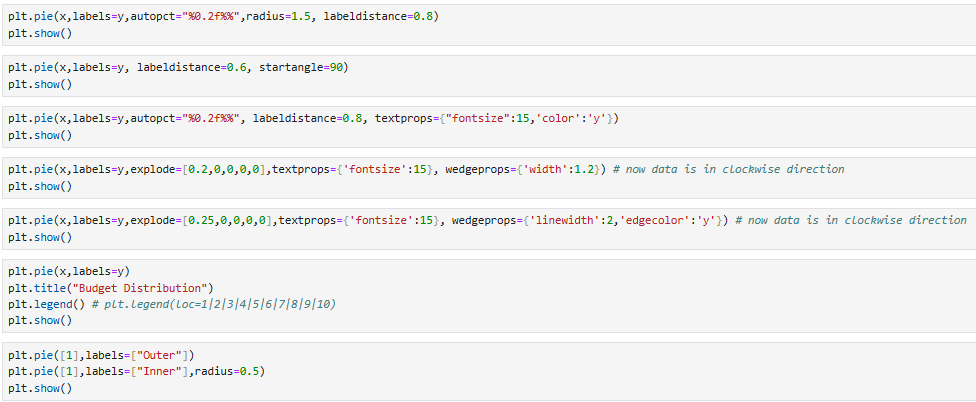 plt.pie(x,labels=y,autopct="%0.2f%%",radius=1.5, labeldistance=0.8)
plt.show()
plt.pie(x,labels=y, labeldistance=0.6, startangle=90)
plt.show()
plt.pie(x,labels=y,autopct="%0.2f%%", labeldistance=0.8, textprops={"fontsize":15,'color':'y'})
plt.show()
plt.pie(x,labels=y,explode=[0.2,0,0,0,0],textprops={'fontsize':15}, wedgeprops={'width':1.2}) # now data is in clockwise direction
plt.show()
plt.pie(x,labels=y,explode=[0.25,0,0,0,0],textprops={'fontsize':15}, wedgeprops={'linewidth':2,'edgecolor':'y'}) # now data is in clockwise direction
plt.show()
plt.pie(x,labels=y)
plt.title("Budget Distribution")
plt.legend() # plt.legend(loc=1|2|3|4|5|6|7|8|9|10)
plt.show()
plt.pie([1],labels=["Outer"])
plt.pie([1],labels=["Inner"],radius=0.5)
plt.show()